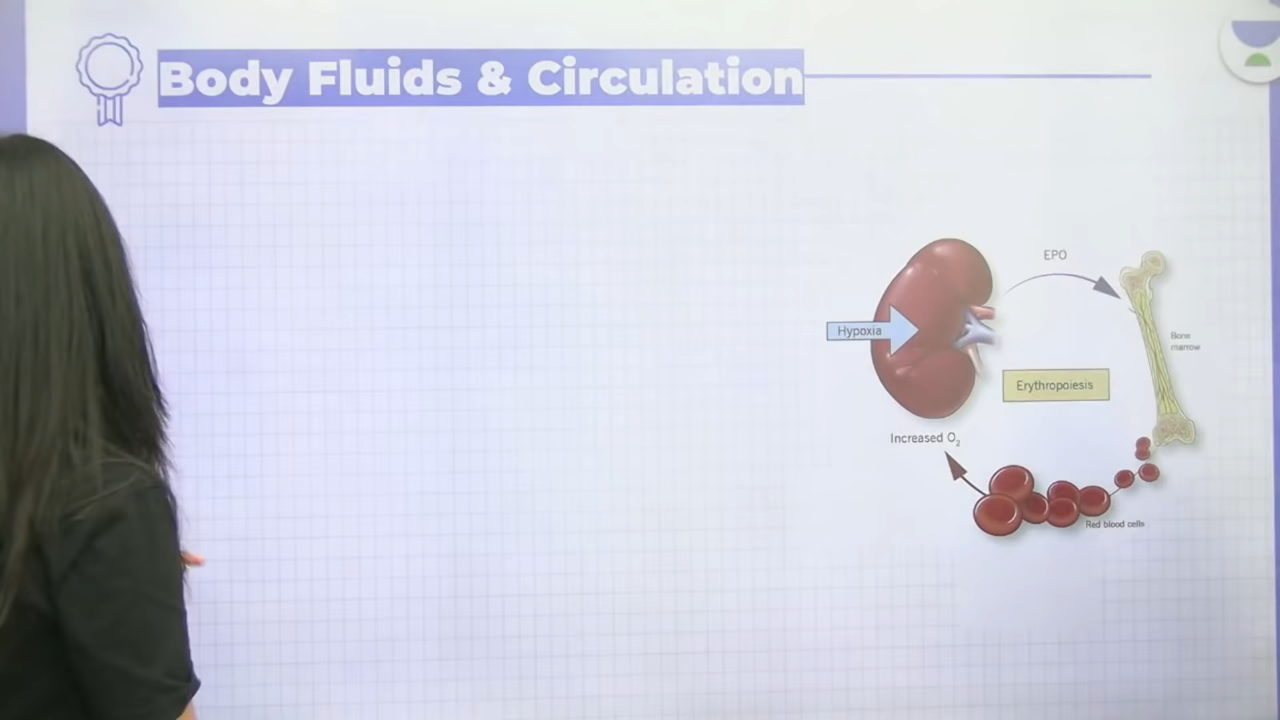 Body Fluids & Circulation
EPO
Hypoxia
Bone
marrow
Erythropoiesis
Increased O₂
Red blood cells